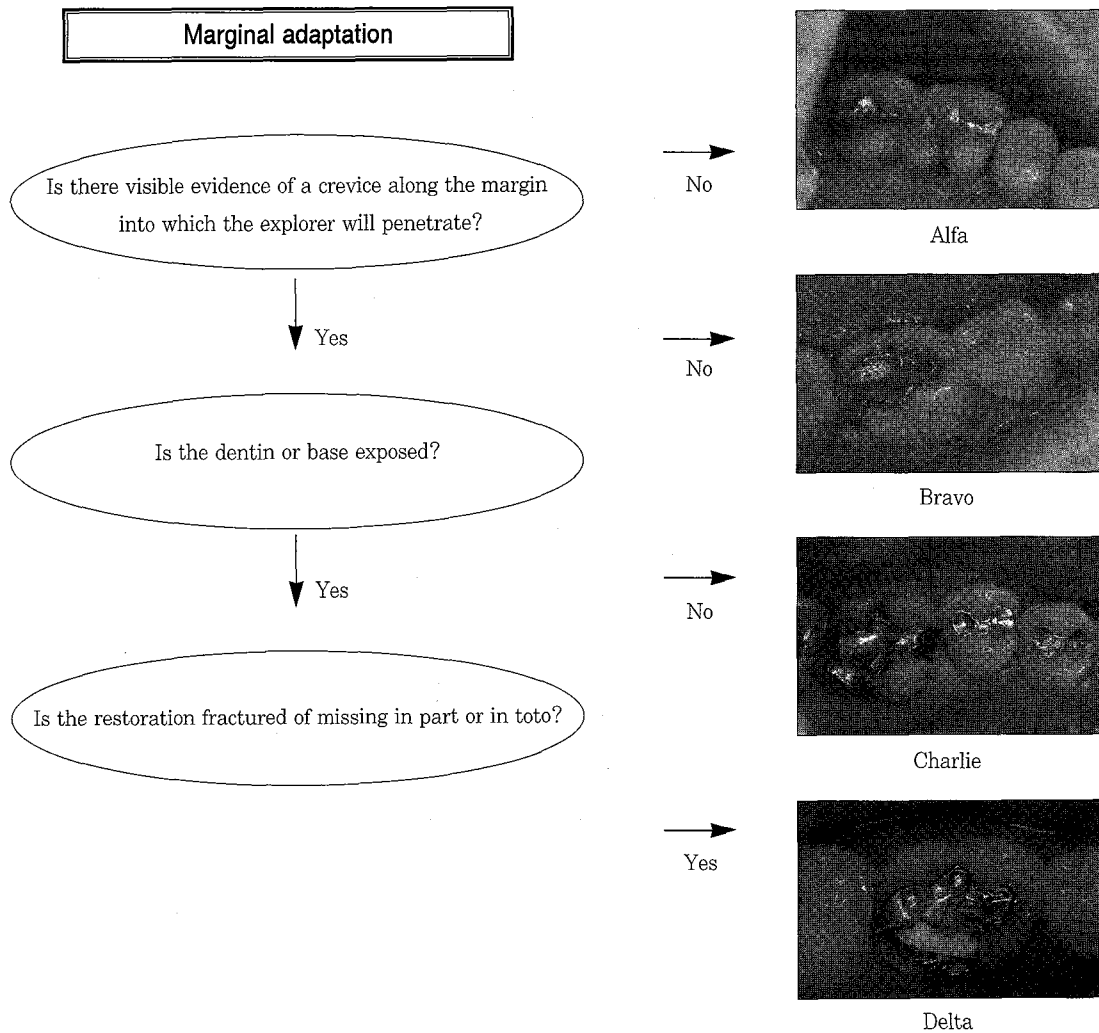 Marginal adaptation
Is there visible evidence of a crevice along the margin
into which the explorer will penetrate?
No
Alfa
Yes
No
Bravo
Is the dentin or base exposed?
Yes
No
Charlie
Is the restoration fractured of missing in part or in toto?
Yes
Delta